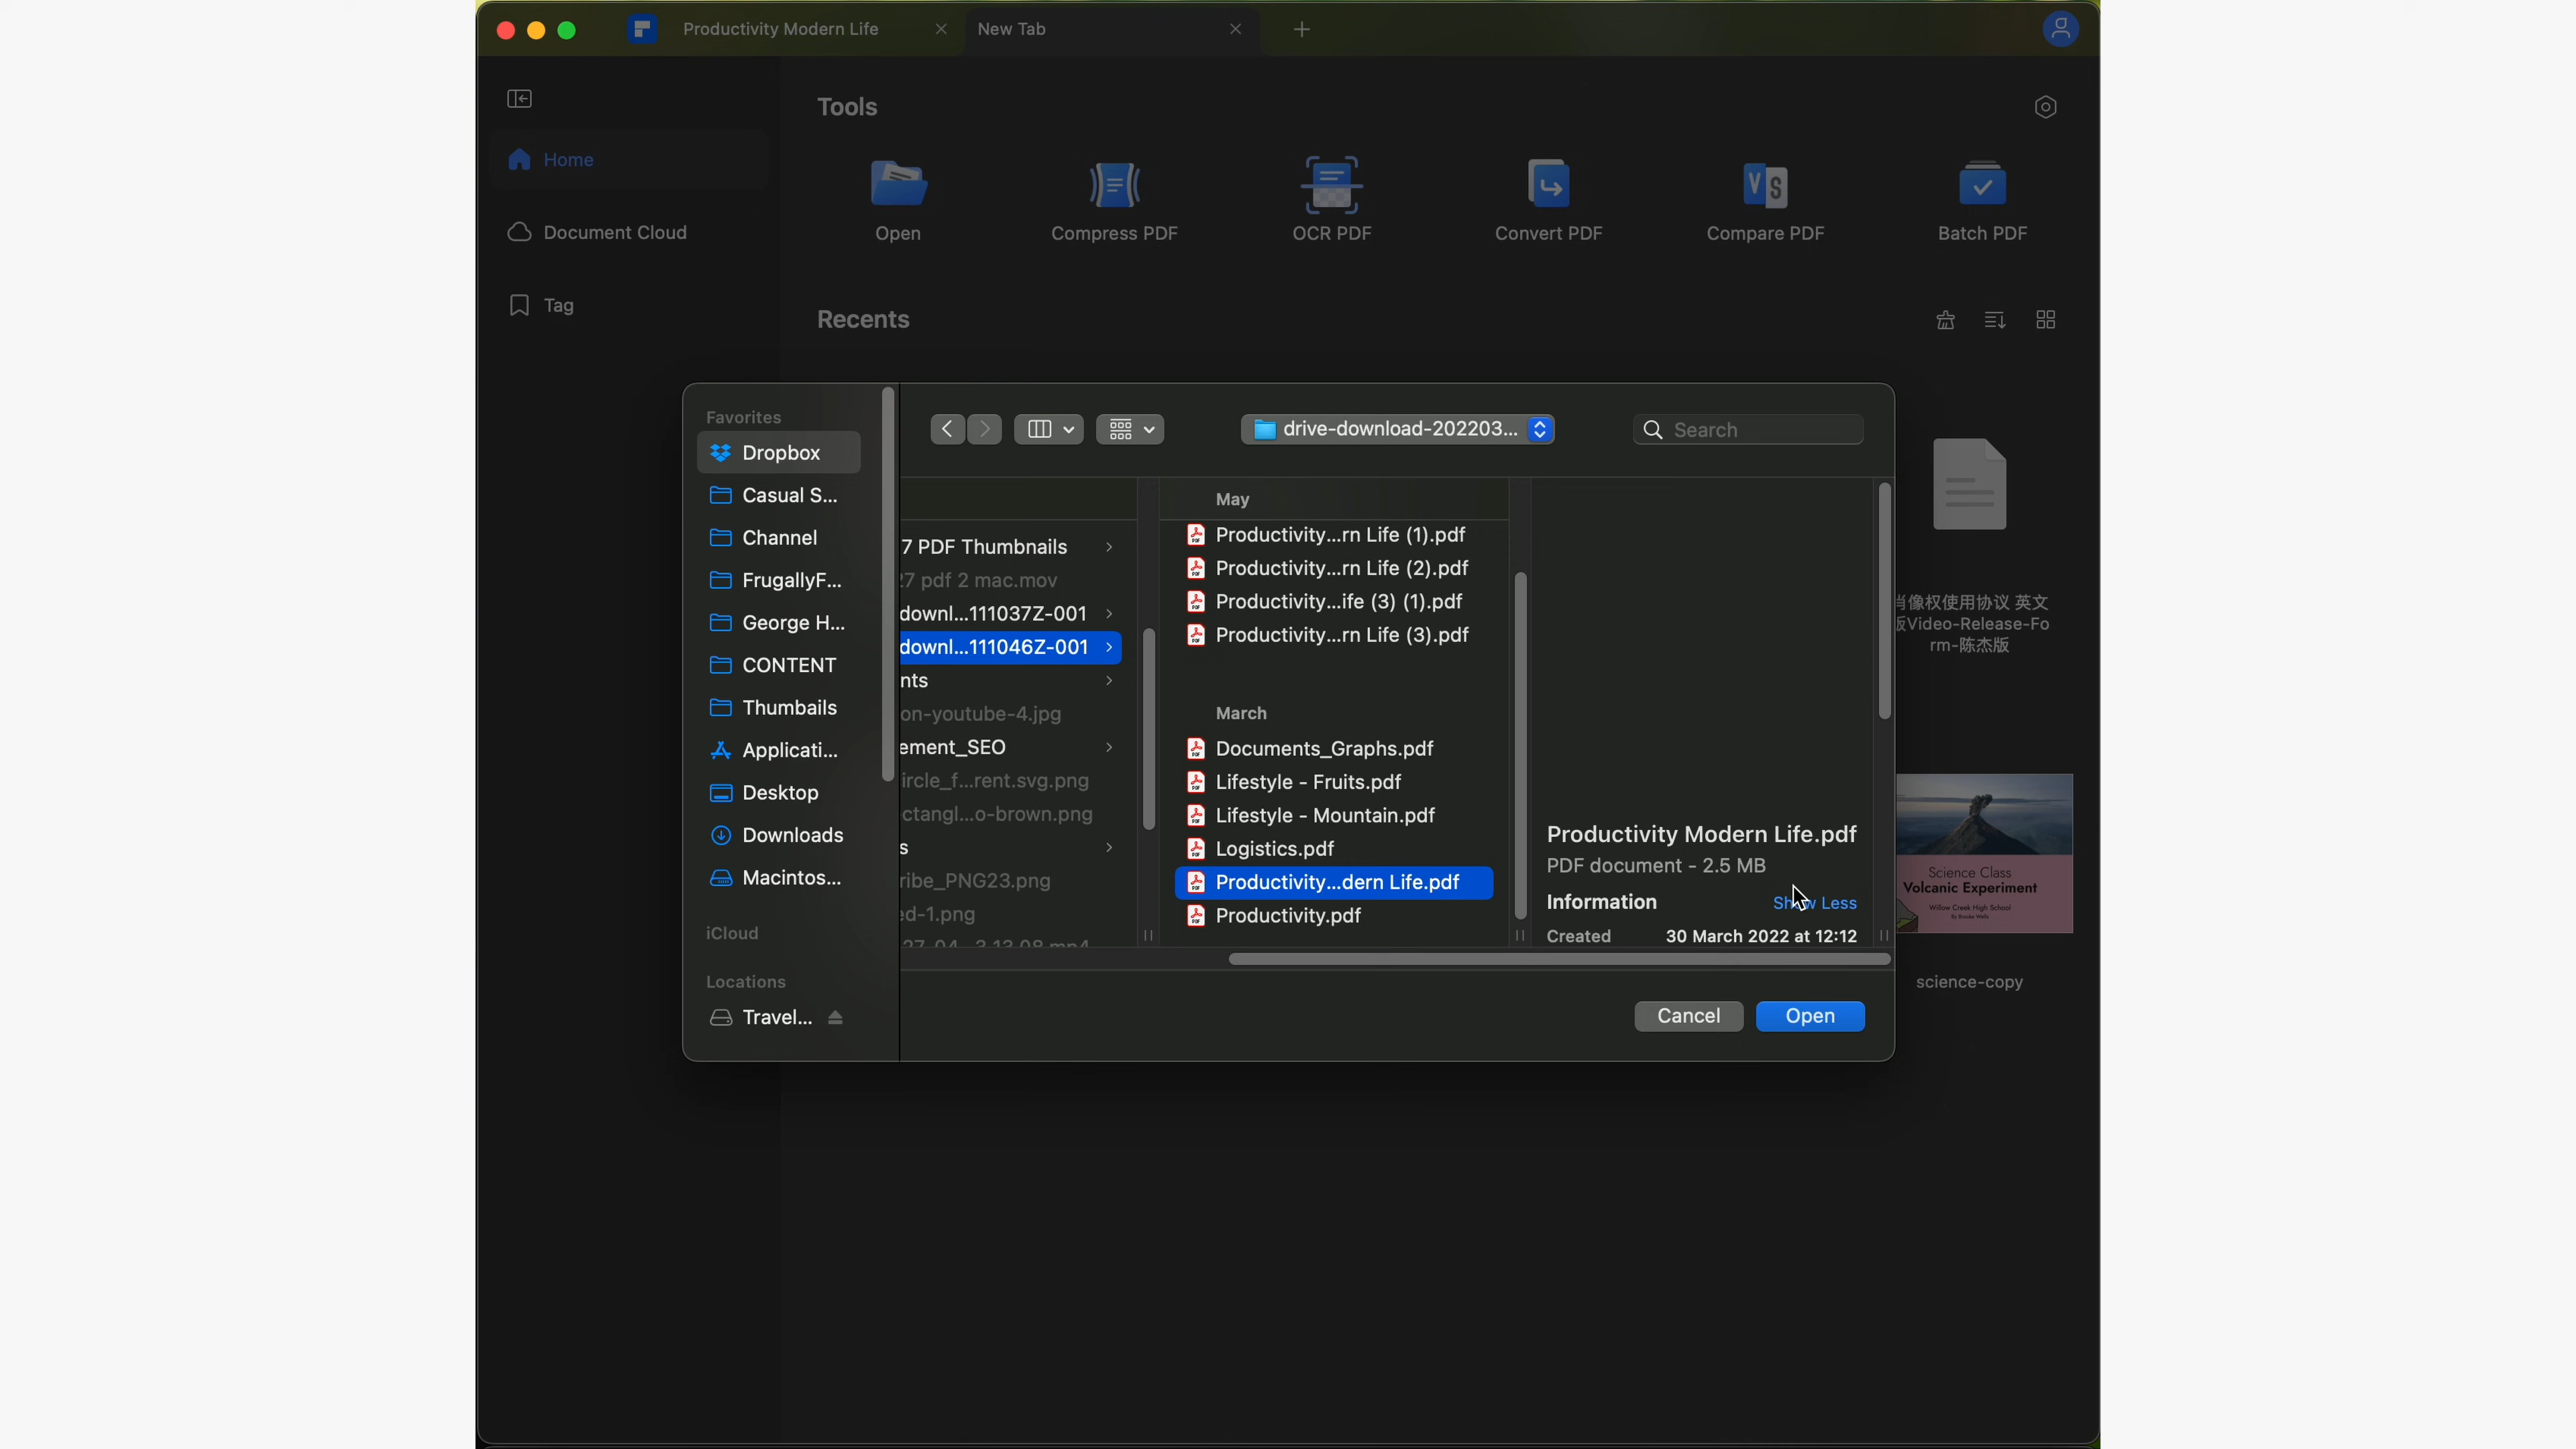 Productivity Modern Life
New Tab
Home
Document Cloud
Tag
Tools
Open
Compress PDF
OCR PDF
Convert PDF
Compare PDF
Batch PDF
Recents
Favorites
Dropbox
Casual S...
Channel
FrugallyF...
George H...
CONTENT
Thumbails
Applicati...
Desktop
Downloads
Macintos...
iCloud
Locations
Travel...
drive-download-202203...
Search
7 PDF Thumbnails
27 pdf 2 mac.mov
downl...111037Z-001
downl...111046Z-001
nts
on-youtube-4.jpg
ement_SEO
ircle_f...rent.svg.png
ctangl...o-brown.png
s
ribe_PNG23.png
ed-1.png
May
Productivity...rn Life (1).pdf
Productivity...rn Life (2).pdf
Productivity...ife (3) (1).pdf
Productivity...rn Life (3).pdf
March
Documents_Graphs.pdf
Lifestyle - Fruits.pdf
Lifestyle - Mountain.pdf
Logistics.pdf
Productivity...dern Life.pdf
Productivity.pdf
Productivity Modern Life.pdf
PDF document - 2.5 MB
Information
Show Less
Created 30 March 2022 at 12:12
Cancel
Open
肖像权使用协议 英文
版Video-Release-Fo
rm-陈杰版
Science Class
Volcanic Experiment
Willow Creek High School
By Brooke Wells
science-copy